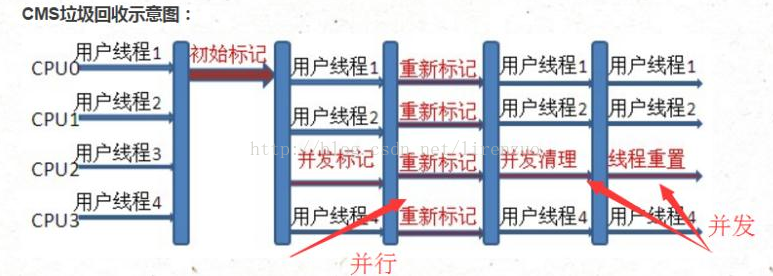 CMS垃圾回收示意图：
CPU0 用户线程1 初始标记 用户线程1 重新标记 用户线程1 用户线程1
CPU1 用户线程2 用户线程2 重新标记 用户线程2 用户线程2
http://blog.csdn.net/lirenzuo
CPU2 用户线程3 并发标记 重新标记 并发清理 线程重置
CPU3 用户线程4 用户线程4 重新标记 用户线程4 用户线程4
并行 并发